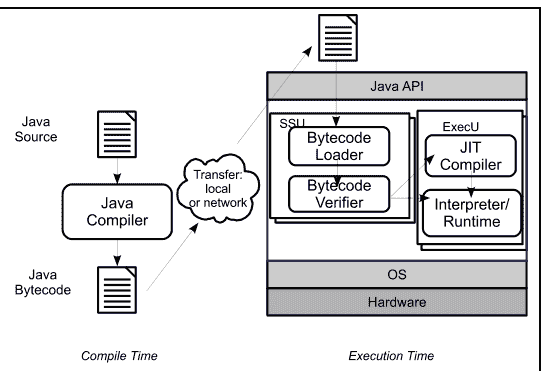 Java
Source
Java
Compiler
Java
Bytecode
Transfer:
local
or network
Java API
SSU
Bytecode
Loader
Bytecode
Verifier
ExecU
JIT
Compiler
Interpreter/
Runtime
OS
Hardware
Compile Time
Execution Time